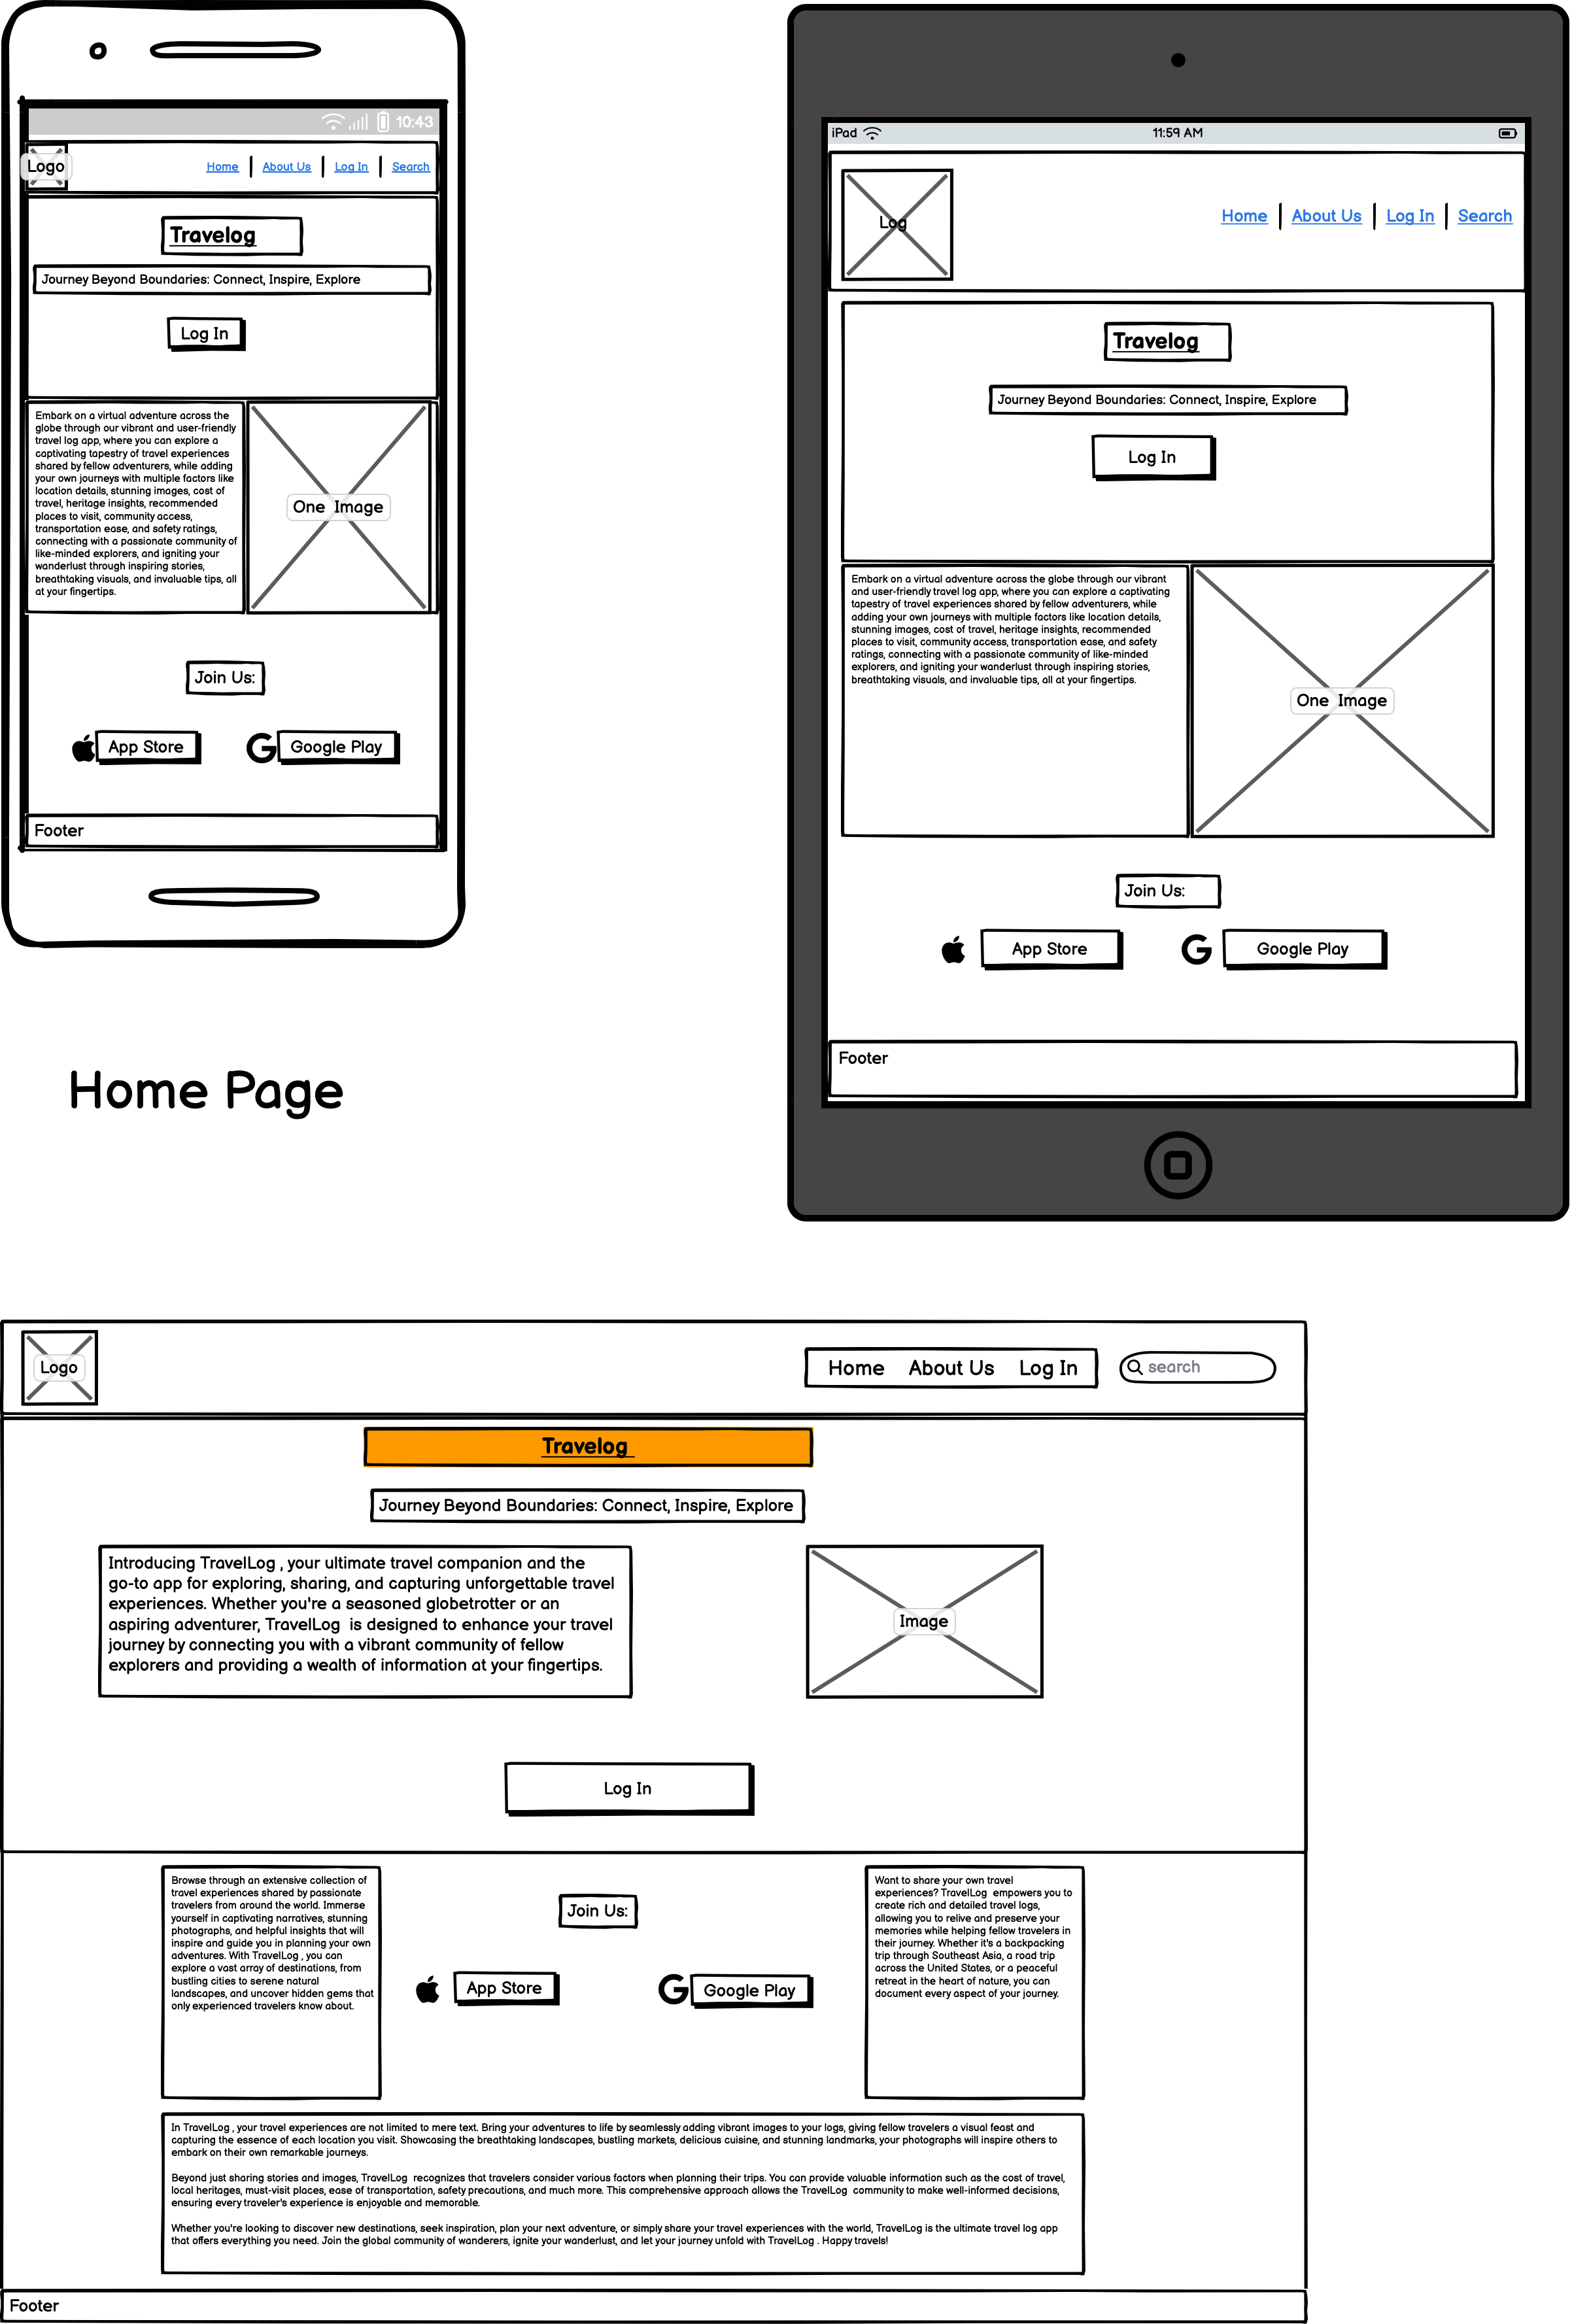 10:43
Logo
Home
About Us
Log In
Search
Travelog
Journey Beyond Boundaries: Connect, Inspire, Explore
Log In
Embark on a virtual adventure across the
globe through our vibrant and user-friendly
travel log app, where you can explore a
captivating tapestry of travel experiences
shared by fellow adventurers, while adding
your own journeys with multiple factors like
location details, stunning images, cost of
travel, heritage insights, recommended
places to visit, community access,
transportation ease, and safety ratings,
connecting with a passionate community of
like-minded explorers, and igniting your
wanderlust through inspiring stories,
breathtaking visuals, and invaluable tips, all
at your fingertips.
One Image
Join Us:
App Store
G Google Play
Footer
Home Page
iPad
11:59 AM
Log
Home
About Us
Log In
Search
Travelog
Journey Beyond Boundaries: Connect, Inspire, Explore
Log In
Embark on a virtual adventure across the globe through our vibrant
and user-friendly travel log app, where you can explore a captivating
tapestry of travel experiences shared by fellow adventurers, while
adding your own journeys with multiple factors like location details,
stunning images, cost of travel, heritage insights, recommended
places to visit, community access, transportation ease, and safety
ratings, connecting with a passionate community of like-minded
explorers, and igniting your wanderlust through inspiring stories,
breathtaking visuals, and invaluable tips, all at your fingertips.
One Image
Join Us:
App Store
G Google Play
Footer
Logo
Home About Us Log In
search
Travelog
Journey Beyond Boundaries: Connect, Inspire, Explore
Introducing TravelLog , your ultimate travel companion and the
go-to app for exploring, sharing, and capturing unforgettable travel
experiences. Whether you're a seasoned globetrotter or an
aspiring adventurer, TravelLog is designed to enhance your travel
journey by connecting you with a vibrant community of fellow
explorers and providing a wealth of information at your fingertips.
Image
Log In
Browse through an extensive collection of
travel experiences shared by passionate
travelers from around the world. Immerse
yourself in captivating narratives, stunning
photographs, and helpful insights that will
inspire and guide you in planning your own
adventures. With TravelLog , you can
explore a vast array of destinations, from
bustling cities to serene natural
landscapes, and uncover hidden gems that
only experienced travelers know about.
Join Us:
App Store
G Google Play
Want to share your own travel
experiences? TravelLog empowers you to
create rich and detailed travel logs,
allowing you to relive and preserve your
memories while helping fellow travelers in
their journey. Whether it's a backpacking
trip through Southeast Asia, a road trip
across the United States, or a peaceful
retreat in the heart of nature, you can
document every aspect of your journey.
In TravelLog , your travel experiences are not limited to mere text. Bring your adventures to life by seamlessly adding vibrant images to your logs, giving fellow travelers a visual feast and
capturing the essence of each location you visit. Showcasing the breathtaking landscapes, bustling markets, delicious cuisine, and stunning landmarks, your photographs will inspire others to
embark on their own remarkable journeys.
Beyond just sharing stories and images, TravelLog recognizes that travelers consider various factors when planning their trips. You can provide valuable information such as the cost of travel,
local heritages, must-visit places, ease of transportation, safety precautions, and much more. This comprehensive approach allows the TravelLog community to make well-informed decisions,
ensuring every traveler's experience is enjoyable and memorable.
Whether you're looking to discover new destinations, seek inspiration, plan your next adventure, or simply share your travel experiences with the world, TravelLog is the ultimate travel log app
that offers everything you need. Join the global community of wanderers, ignite your wanderlust, and let your journey unfold with TravelLog . Happy travels!
Footer